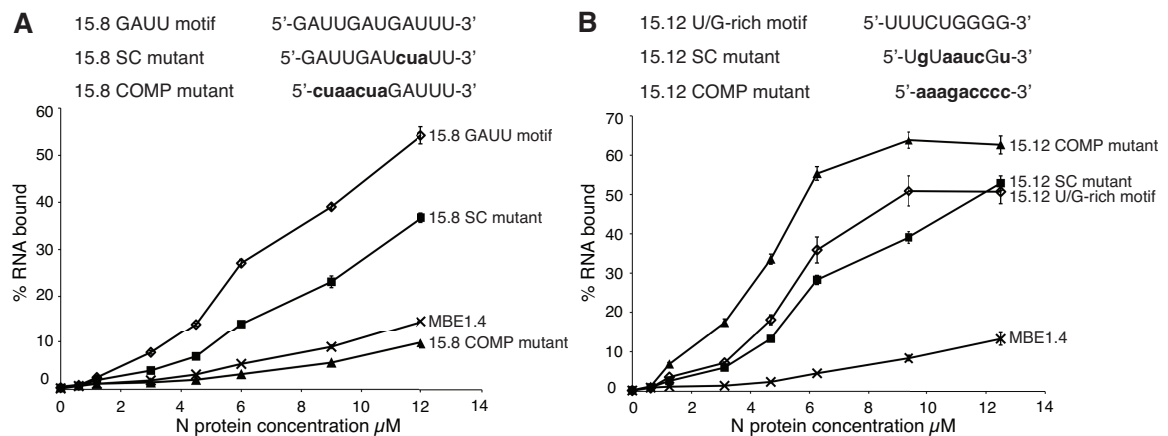 A
15.8 GAUU motif 5'-GAUUGAUGAUUU-3'
15.8 SC mutant 5'-GAUUGAUcuaUU-3'
15.8 COMP mutant 5'-cuaacuaGAUUU-3'
60
50
40
30
20
10
0
% RNA bound
15.8 GAUU motif
15.8 SC mutant
MBE1.4
15.8 COMP mutant
0 2 4 6 8 10 12 14
N protein concentration µM
B
15.12 U/G-rich motif 5'-UUUCUGGGG-3'
15.12 SC mutant 5'-UgUaaucGu-3'
15.12 COMP mutant 5'-aaagacccc-3'
70
60
50
40
30
20
10
0
% RNA bound
15.12 COMP mutant
15.12 SC mutant
15.12 U/G-rich motif
MBE1.4
0 2 4 6 8 10 12 14
N protein concentration µM